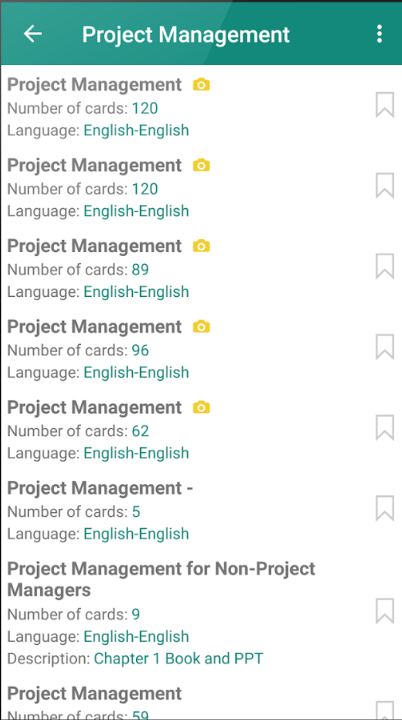 Project Management
Project Management
Number of cards: 120
Language: English-English
Project Management
Number of cards: 120
Language: English-English
Project Management
Number of cards: 89
Language: English-English
Project Management
Number of cards: 96
Language: English-English
Project Management
Number of cards: 62
Language: English-English
Project Management -
Number of cards: 5
Language: English-English
Project Management for Non-Project
Managers
Number of cards: 9
Language: English-English
Description: Chapter 1 Book and PPT
Project Management
Number of cards: 59